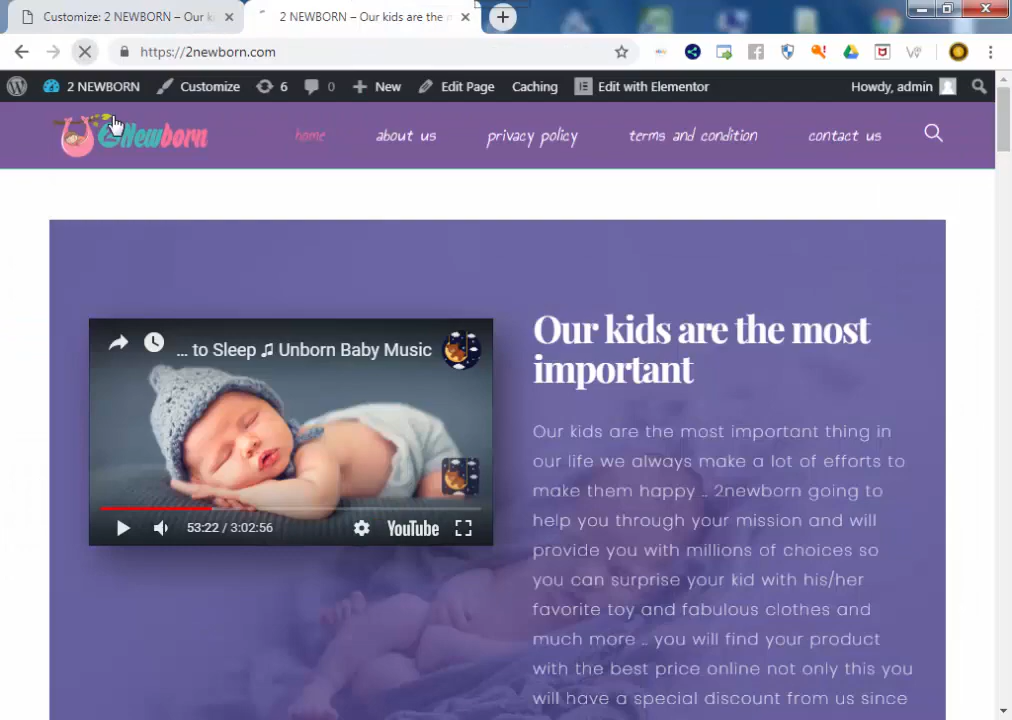 Customize: 2 NEWBORN – Our k
2 NEWBORN – Our kids are the m
https://2newborn.com
2 NEWBORN
Customize
6
0
New
Edit Page
Caching
Edit with Elementor
Howdy, admin
2Newborn
home
about us
privacy policy
terms and condition
contact us
... to Sleep ♫ Unborn Baby Music
53:22 / 3:02:56
YouTube
Our kids are the most
important
Our kids are the most important thing in
our life we always make a lot of efforts to
make them happy .. 2newborn going to
help you through your mission and will
provide you with millions of choices so
you can surprise your kid with his/her
favorite toy and fabulous clothes and
much more .. you will find your product
with the best price online not only this you
will have a special discount from us since